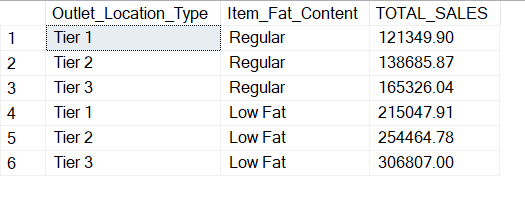 Outlet_Location_Type Item_Fat_Content TOTAL_SALES
1 Tier 1 Regular 121349.90
2 Tier 2 Regular 138685.87
3 Tier 3 Regular 165326.04
4 Tier 1 Low Fat 215047.91
5 Tier 2 Low Fat 254464.78
6 Tier 3 Low Fat 306807.00